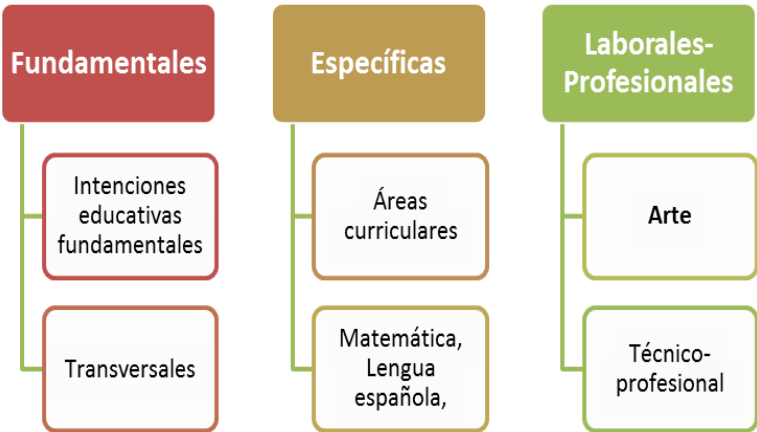 Fundamentales
Intenciones
educativas
fundamentales
Transversales
Específicas
Áreas
curriculares
Matemática,
Lengua
española,
Laborales-
Profesionales
Arte
Técnico-
profesional